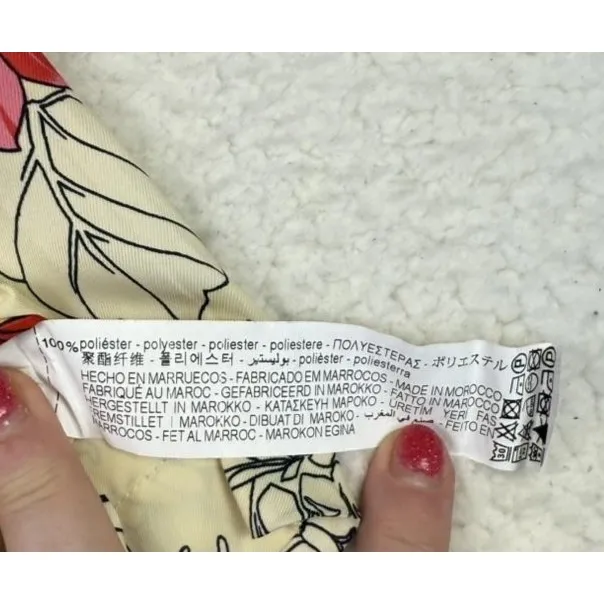 100% poliéster - polyester - poliester - poliestere - ΠΟΛΥΕΣΤΕΡΑΣ - ポリエステル
聚酯纤维 - 폴리에스터 - بوليستير - polièster - poliesterra
HECHO EN MARRUECOS - FABRICADO EM MARROCOS - MADE IN MOROCCO
FABRIQUÉ AU MAROC - GEFABRICEERD IN MAROKKO - FATTO IN MAROCCO
HERGESTELLT IN MAROKKO - ΚΑΤΑΣΚΕΥΗ ΜΑΡΟΚΟ - ÜRETİM YERİ FAS
FREMSTILLET I MAROKKO - DIBUAT DI MAROKO - صنع في المغرب - FEITO EN
MARROCOS - FET AL MARROC - MAROKON EGINA